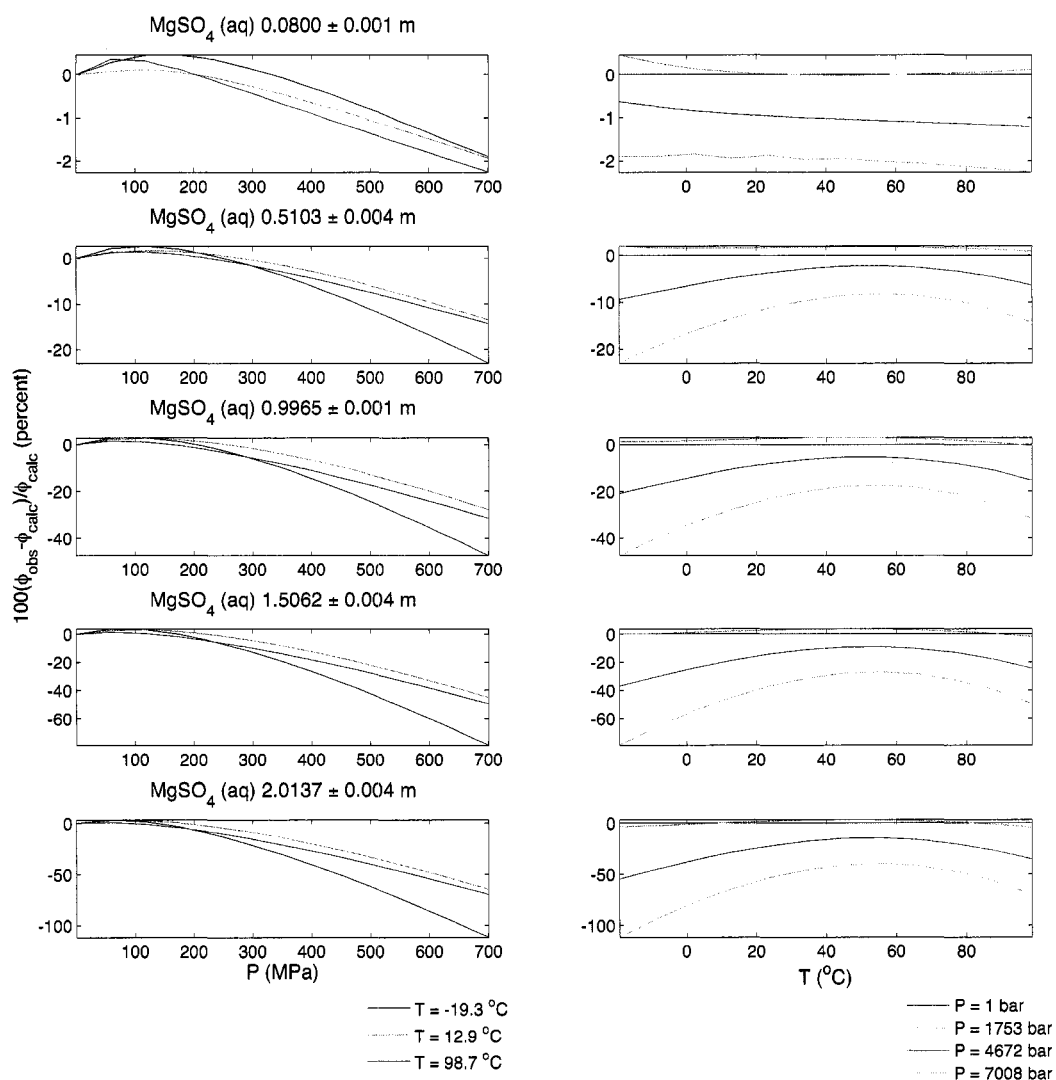 MgSO4 (aq) 0.0800 ± 0.001 m
0
-1
-2
100 200 300 400 500 600 700
0
-1
-2
0 20 40 60 80
MgSO4 (aq) 0.5103 ± 0.004 m
0
-10
-20
100 200 300 400 500 600 700
0
-10
-20
0 20 40 60 80
MgSO4 (aq) 0.9965 ± 0.001 m
0
-20
-40
100 200 300 400 500 600 700
0
-20
-40
0 20 40 60 80
100(ϕobs-ϕcalc)/ϕcalc (percent)
MgSO4 (aq) 1.5062 ± 0.004 m
0
-20
-40
-60
100 200 300 400 500 600 700
0
-20
-40
-60
0 20 40 60 80
MgSO4 (aq) 2.0137 ± 0.004 m
0
-50
-100
100 200 300 400 500 600 700
P (MPa)
0
-50
-100
0 20 40 60 80
T (°C)
T = -19.3 °C
T = 12.9 °C
T = 98.7 °C
P = 1 bar
P = 1753 bar
P = 4672 bar
P = 7008 bar